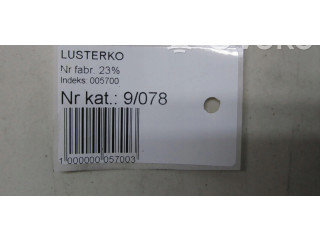 LUSTERKO
Nr fabr. 23%
Indeks: 005700
Nr kat.: 9/078
1 000000 057003